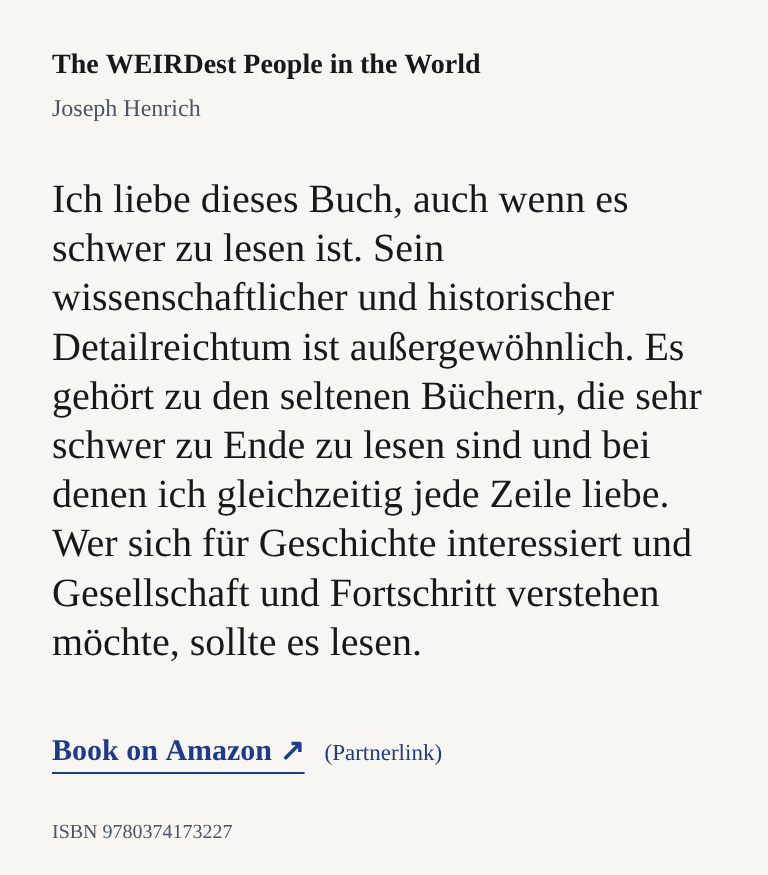 The WEIRDest People in the World
Joseph Henrich
Ich liebe dieses Buch, auch wenn es
schwer zu lesen ist. Sein
wissenschaftlicher und historischer
Detailreichtum ist außergewöhnlich. Es
gehört zu den seltenen Büchern, die sehr
schwer zu Ende zu lesen sind und bei
denen ich gleichzeitig jede Zeile liebe.
Wer sich für Geschichte interessiert und
Gesellschaft und Fortschritt verstehen
möchte, sollte es lesen.
Book on Amazon ↗ (Partnerlink)
ISBN 9780374173227